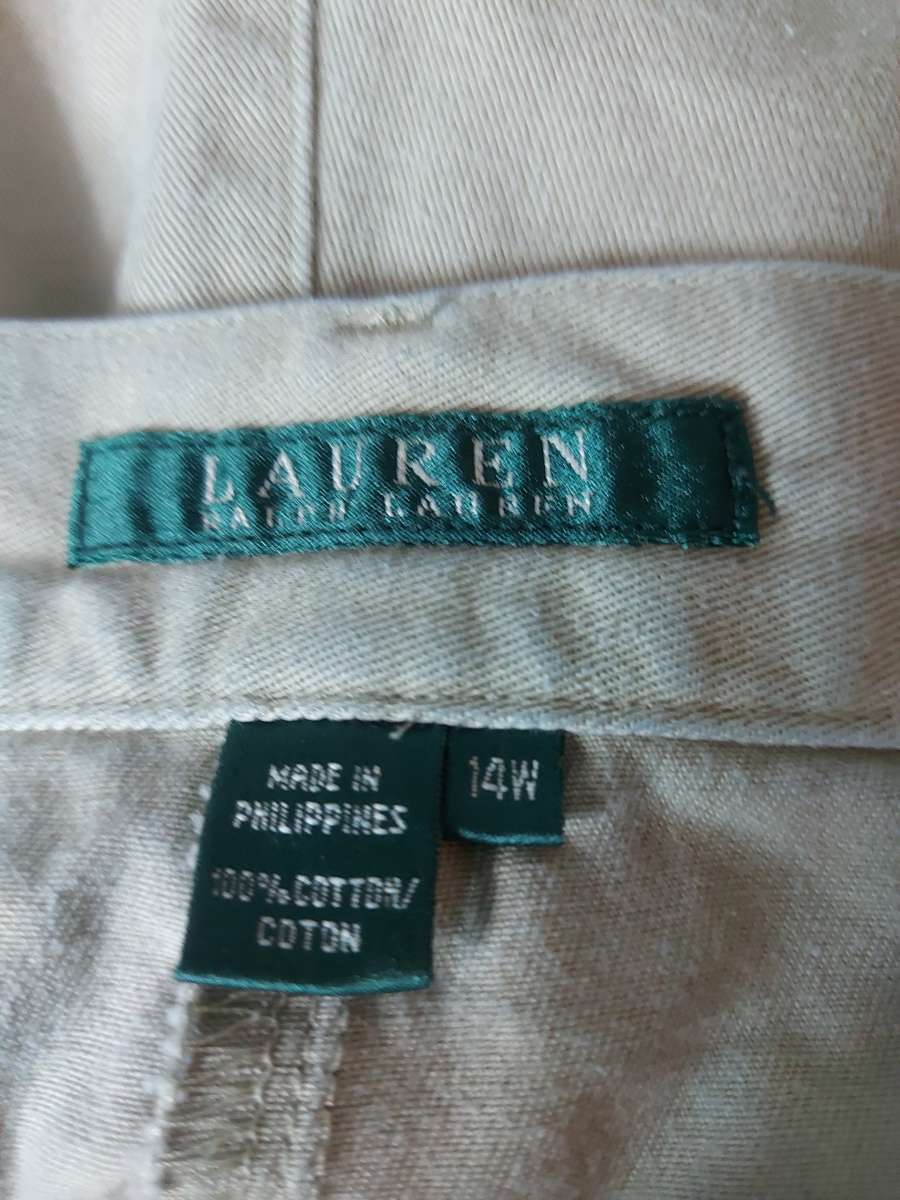 LAUREN
RALPH LAUREN
MADE IN
PHILIPPINES
100% COTTON/
COTON
14W